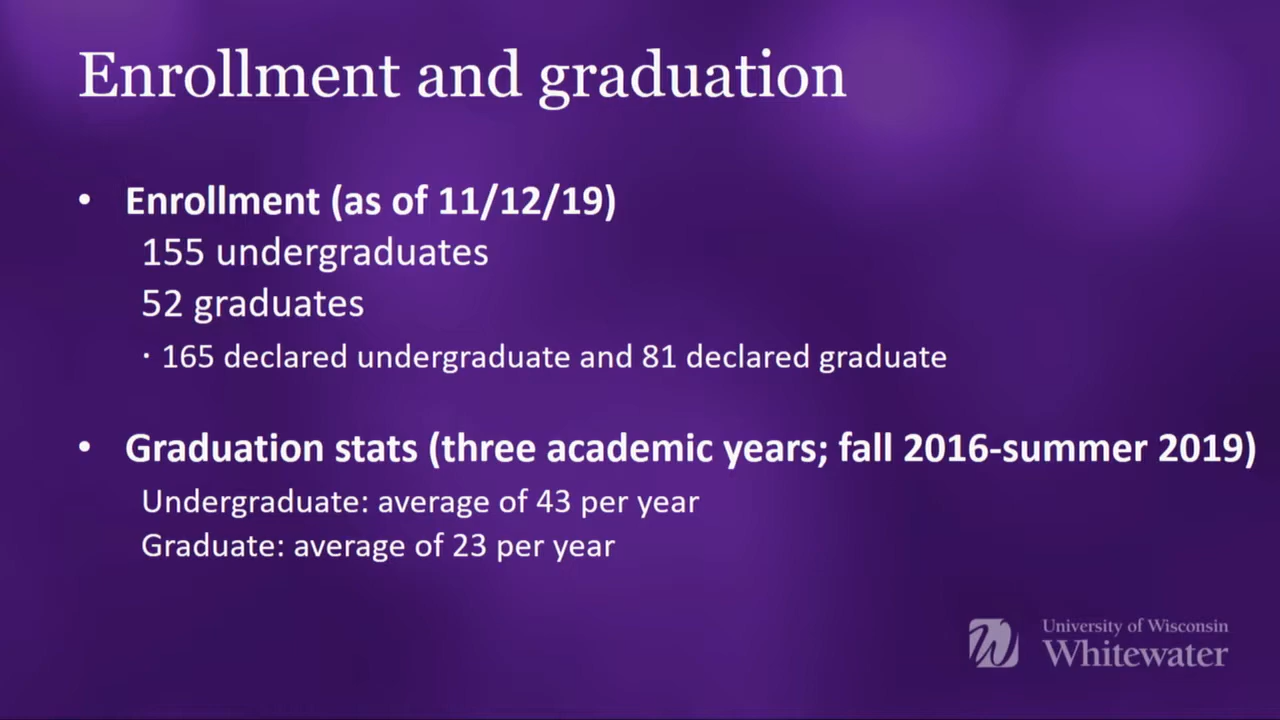 Enrollment and graduation
• Enrollment (as of 11/12/19)
155 undergraduates
52 graduates
· 165 declared undergraduate and 81 declared graduate
• Graduation stats (three academic years; fall 2016-summer 2019)
Undergraduate: average of 43 per year
Graduate: average of 23 per year
University of Wisconsin
Whitewater